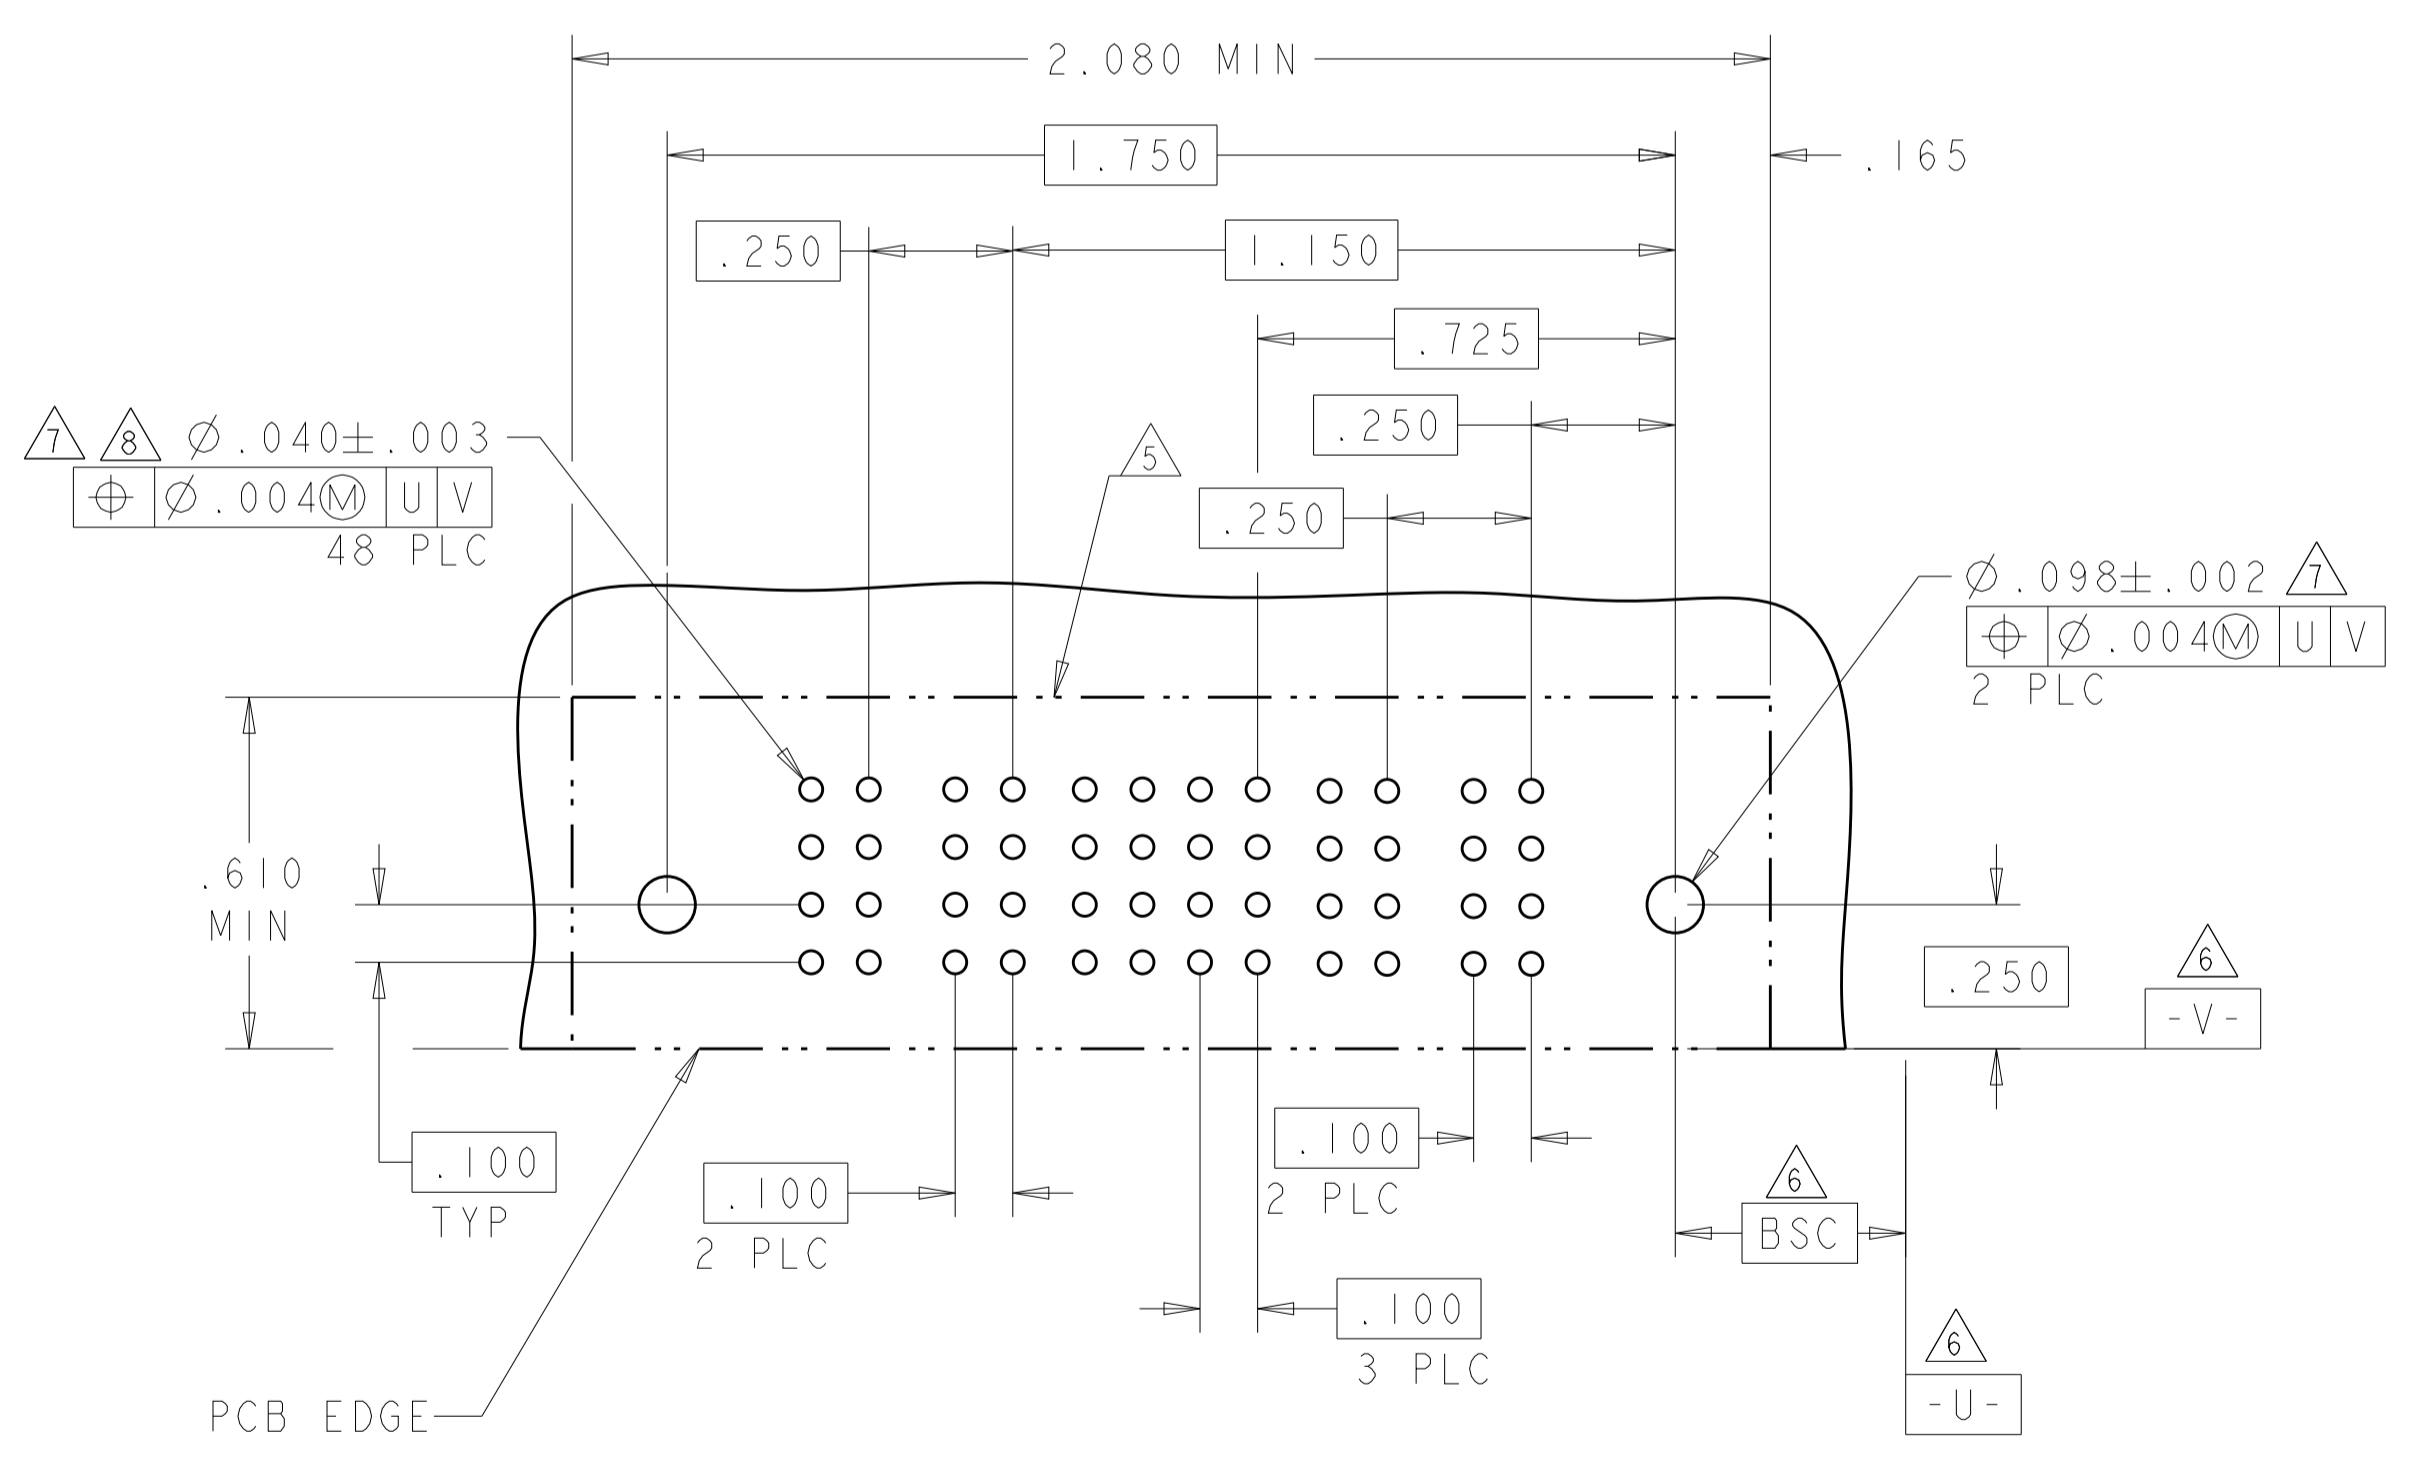 2.080 MIN
1.750
.165
.250
1.150
.725
.250
5
7 8 Ø.040±.003
⌖ Ø.004Ⓜ U V
48 PLC
.250
Ø.098±.002 7
⌖ Ø.004Ⓜ U V
2 PLC
.610
MIN
.250
6
-V-
.100
TYP
.100
2 PLC
.100
2 PLC
6
BSC
.100
3 PLC
6
-U-
PCB EDGE